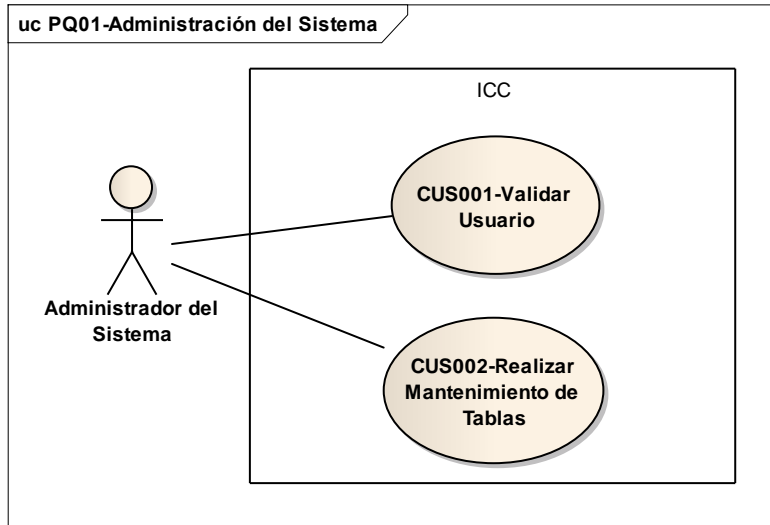 uc PQ01-Administración del Sistema
ICC
CUS001-Validar
Usuario
Administrador del
Sistema
CUS002-Realizar
Mantenimiento de
Tablas